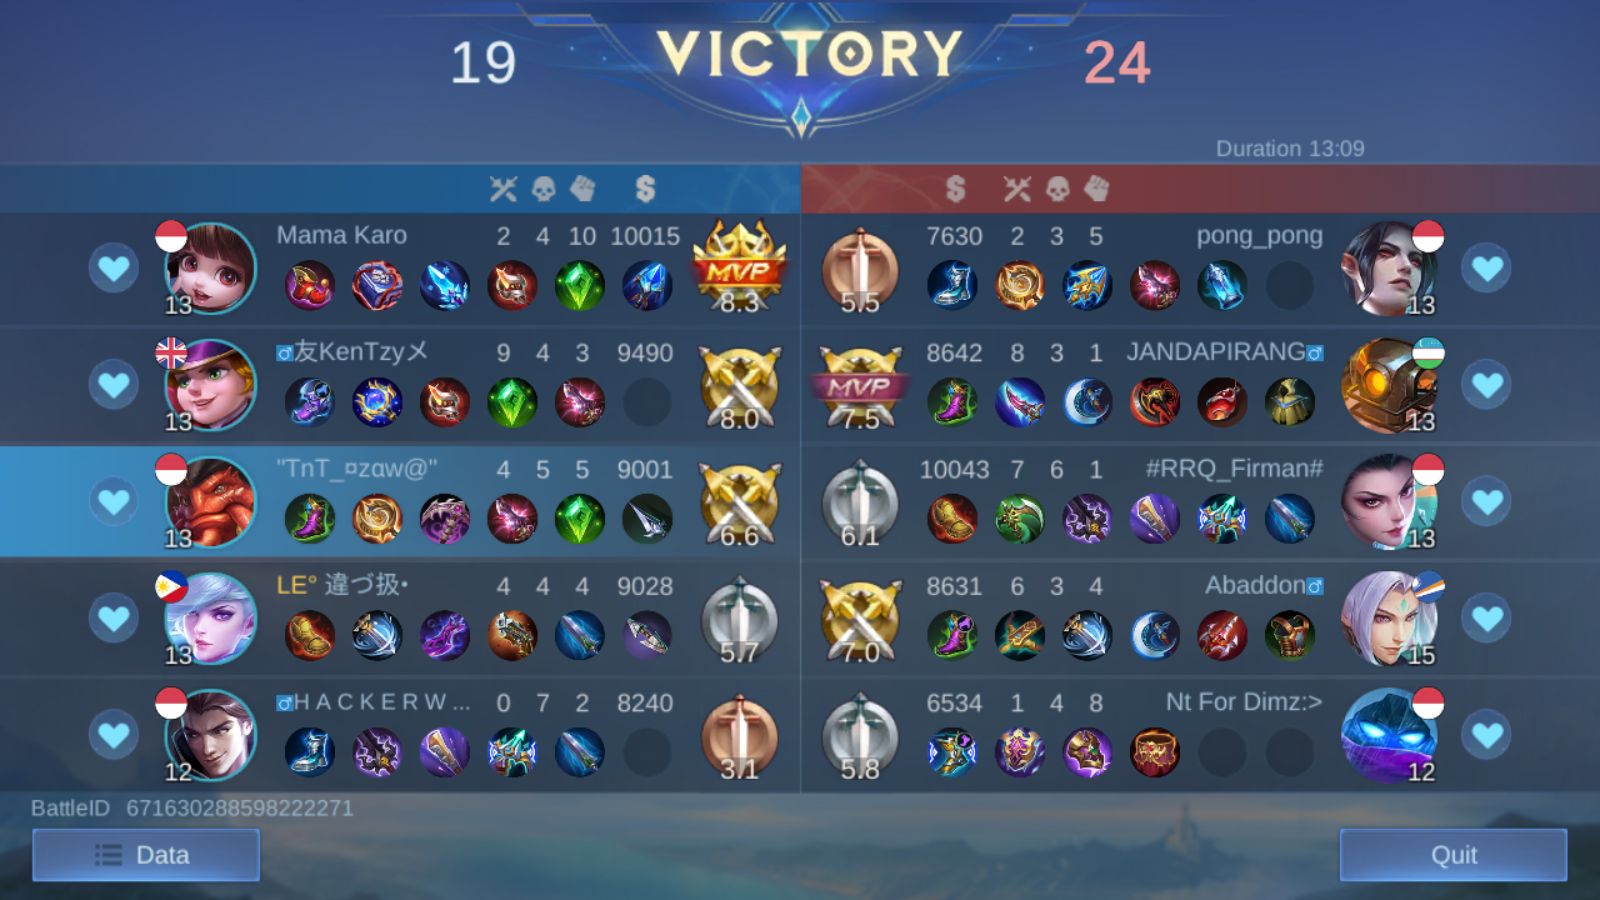 19 VICTORY 24
Duration 13:09
Mama Karo 2 4 10 10015 MVP 8.3
13
5.5 7630 2 3 5 pong_pong
13
♂友KenTzyメ 9 4 3 9490 8.0
13
MVP 7.5 8642 8 3 1 JANDAPIRANG♂
13
"TnT_¤zαw@" 4 5 5 9001 6.6
13
6.1 10043 7 6 1 #RRQ_Firman#
13
LE° 違づ扱• 4 4 4 9028 5.7
13
7.0 8631 6 3 4 Abaddon♂
15
♂H A C K E R W ... 0 7 2 8240 3.1
12
5.8 6534 1 4 8 Nt For Dimz:>
12
BattleID 671630288598222271
Data
Quit